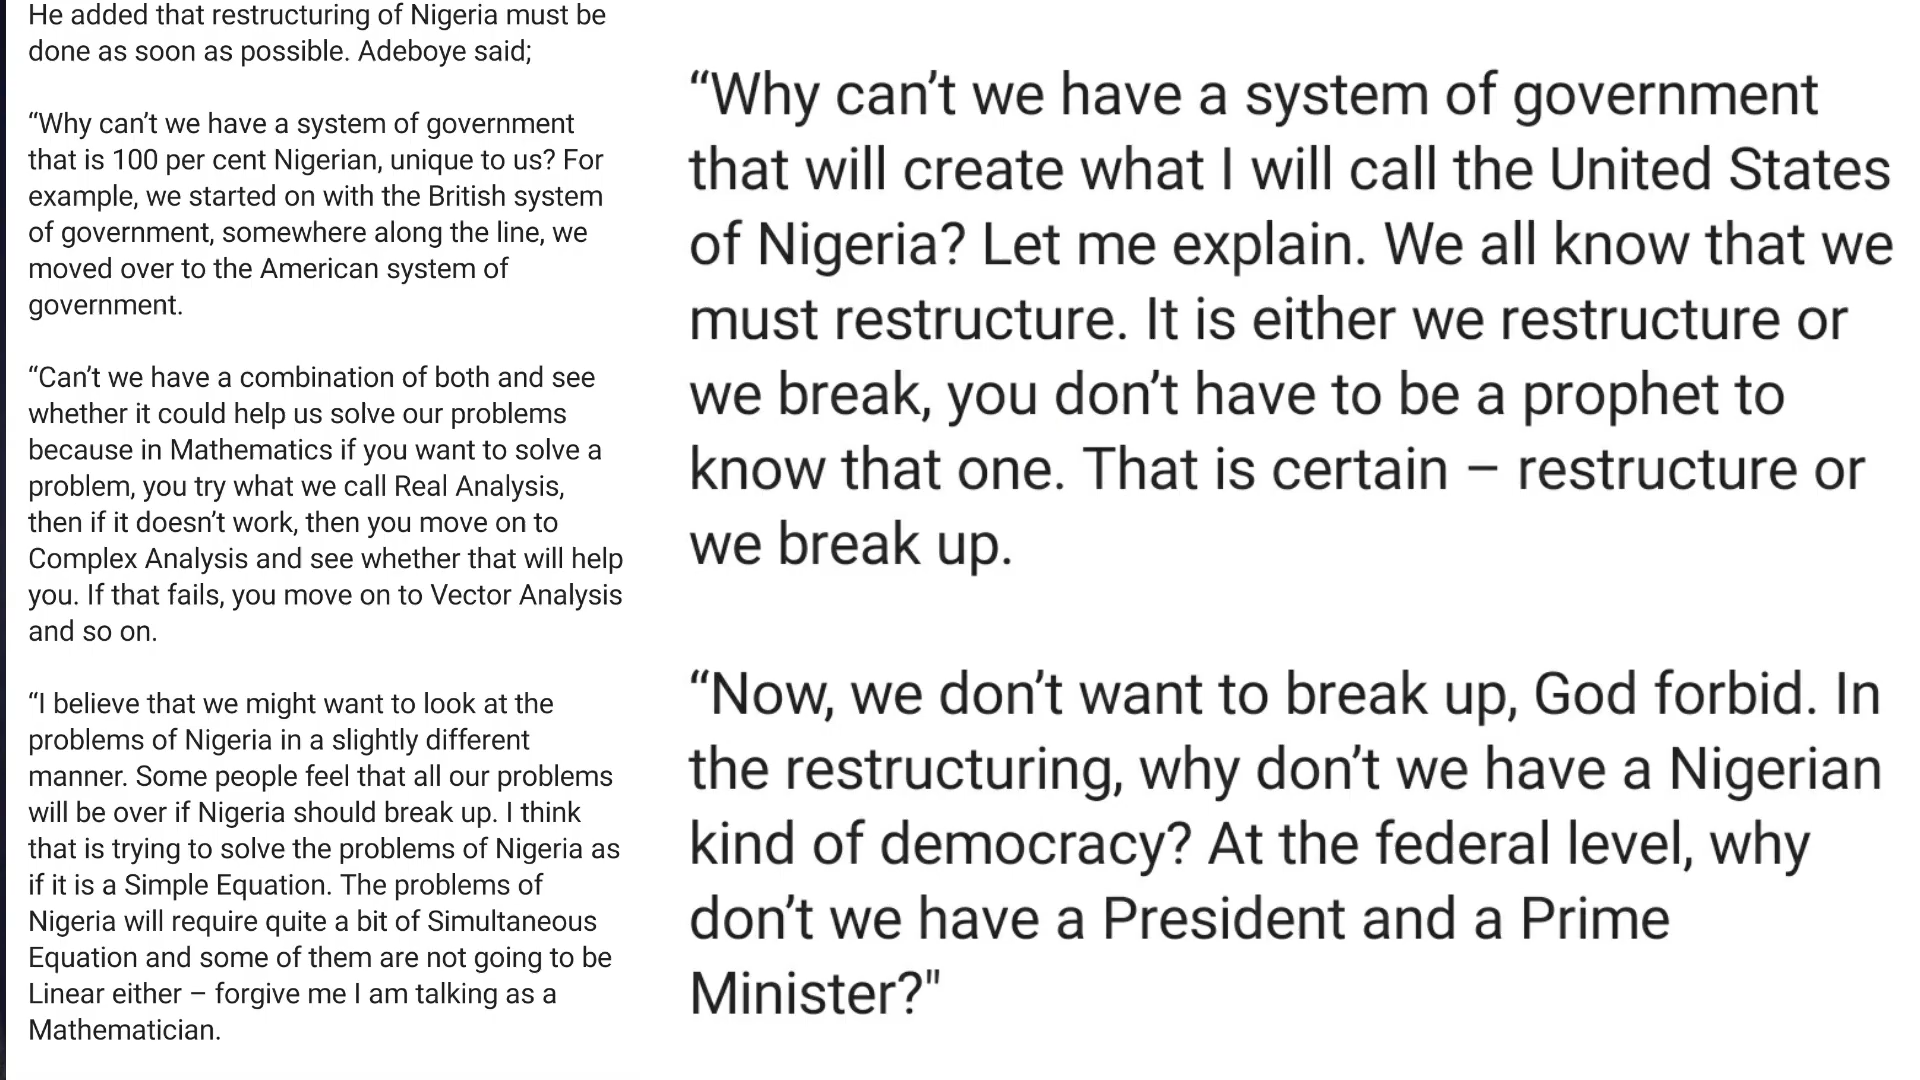 He added that restructuring of Nigeria must be
done as soon as possible. Adeboye said;
“Why can’t we have a system of government
that is 100 per cent Nigerian, unique to us? For
example, we started on with the British system
of government, somewhere along the line, we
moved over to the American system of
government.
“Can’t we have a combination of both and see
whether it could help us solve our problems
because in Mathematics if you want to solve a
problem, you try what we call Real Analysis,
then if it doesn’t work, then you move on to
Complex Analysis and see whether that will help
you. If that fails, you move on to Vector Analysis
and so on.
“I believe that we might want to look at the
problems of Nigeria in a slightly different
manner. Some people feel that all our problems
will be over if Nigeria should break up. I think
that is trying to solve the problems of Nigeria as
if it is a Simple Equation. The problems of
Nigeria will require quite a bit of Simultaneous
Equation and some of them are not going to be
Linear either – forgive me I am talking as a
Mathematician.
“Why can’t we have a system of government
that will create what I will call the United States
of Nigeria? Let me explain. We all know that we
must restructure. It is either we restructure or
we break, you don’t have to be a prophet to
know that one. That is certain – restructure or
we break up.
“Now, we don’t want to break up, God forbid. In
the restructuring, why don’t we have a Nigerian
kind of democracy? At the federal level, why
don’t we have a President and a Prime
Minister?"